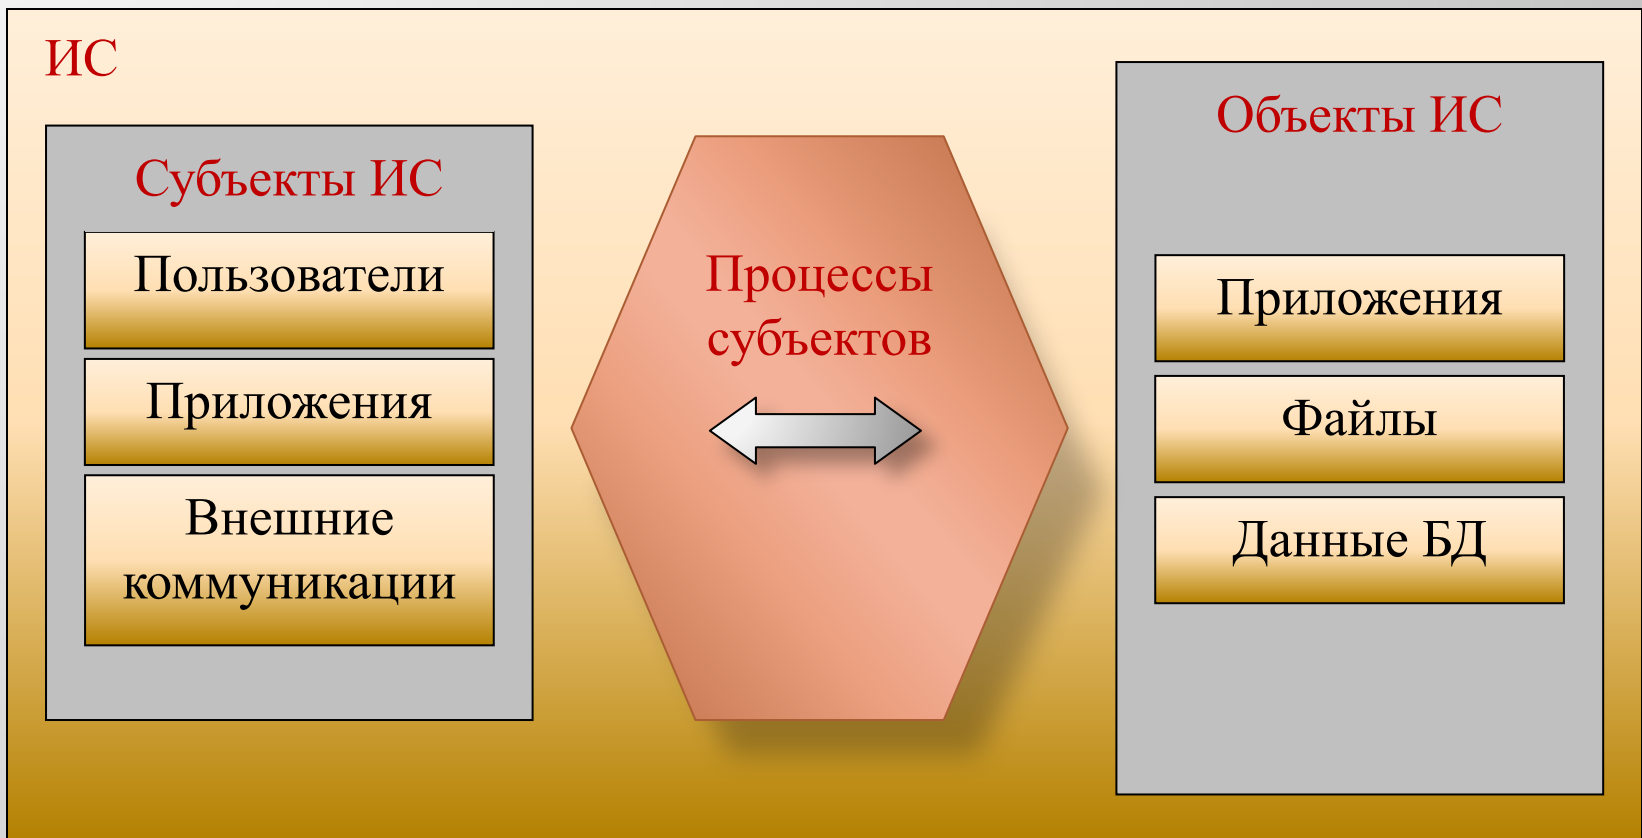 ИС
Субъекты ИС
Пользователи
Приложения
Внешние
коммуникации
Процессы
субъектов
Объекты ИС
Приложения
Файлы
Данные БД